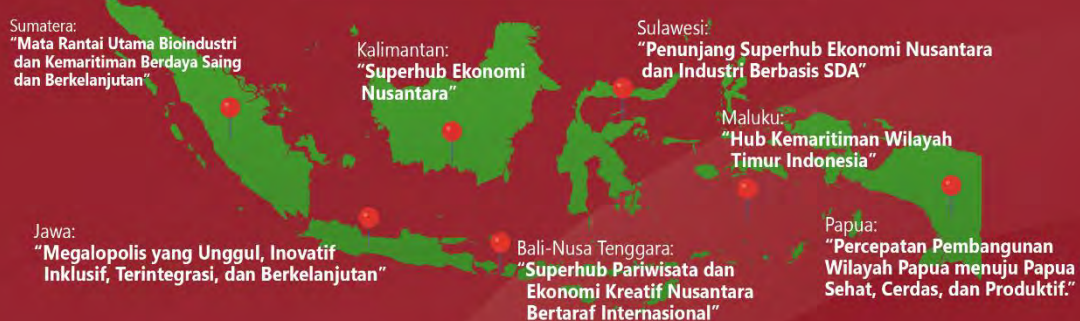 Sumatera:
“Mata Rantai Utama Bioindustri
dan Kemaritiman Berdaya Saing
dan Berkelanjutan”
Kalimantan:
“Superhub Ekonomi
Nusantara”
Sulawesi:
“Penunjang Superhub Ekonomi Nusantara
dan Industri Berbasis SDA”
Maluku:
“Hub Kemaritiman Wilayah
Timur Indonesia”
Jawa:
“Megalopolis yang Unggul, Inovatif
Inklusif, Terintegrasi, dan Berkelanjutan”
Bali-Nusa Tenggara:
“Superhub Pariwisata dan
Ekonomi Kreatif Nusantara
Bertaraf Internasional”
Papua:
“Percepatan Pembangunan
Wilayah Papua menuju Papua
Sehat, Cerdas, dan Produktif.”